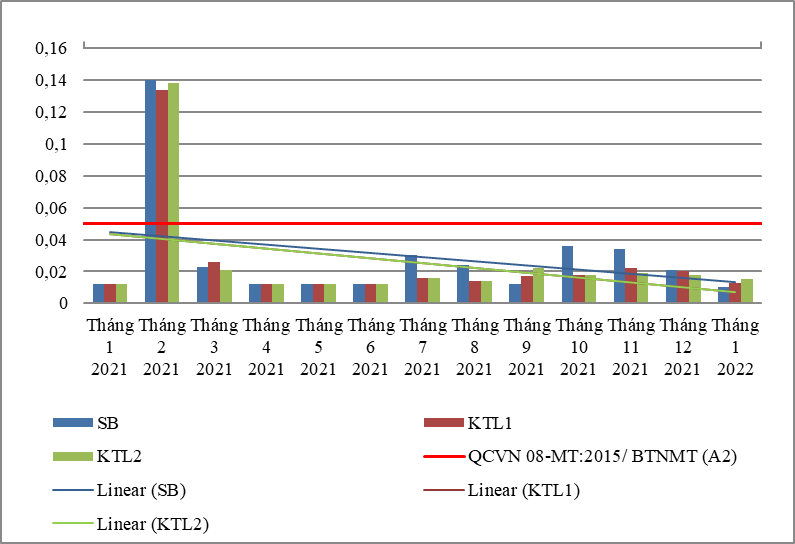 0,16
0,14
0,12
0,1
0,08
0,06
0,04
0,02
0
Tháng Tháng Tháng Tháng Tháng Tháng Tháng Tháng Tháng Tháng Tháng Tháng Tháng
1 2 3 4 5 6 7 8 9 10 11 12 1
2021 2021 2021 2021 2021 2021 2021 2021 2021 2021 2021 2021 2022
SB KTL1
KTL2 QCVN 08-MT:2015/ BTNMT (A2)
Linear (SB) Linear (KTL1)
Linear (KTL2)